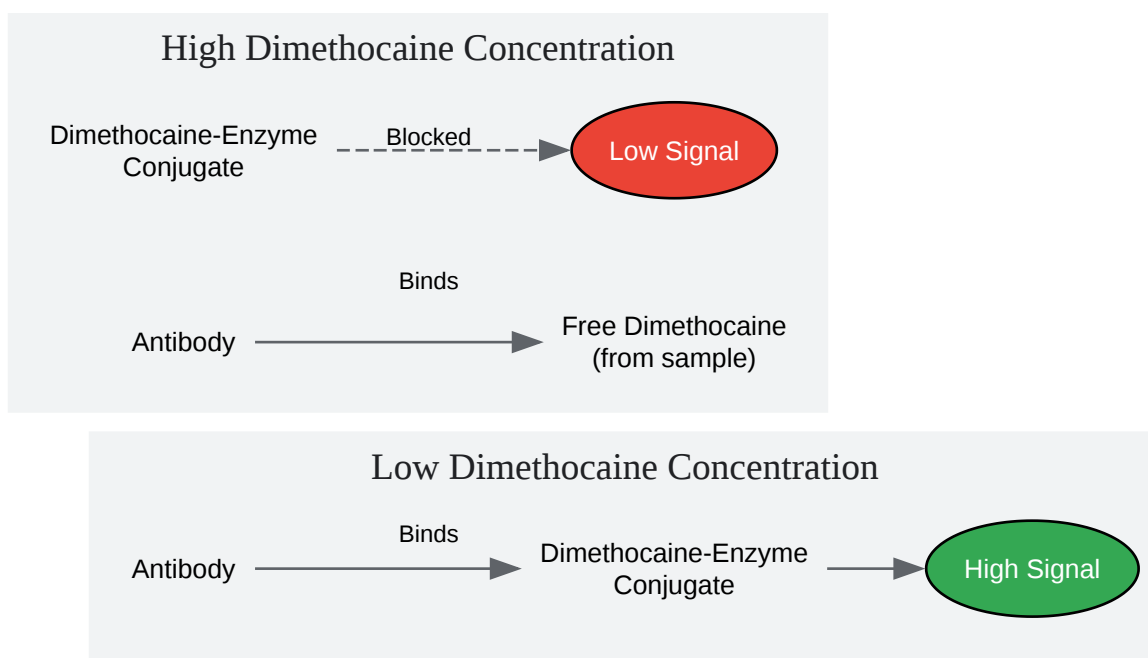 High Dimethocaine Concentration
Dimethocaine-Enzyme
Conjugate
Blocked
Low Signal
Binds
Antibody
Free Dimethocaine
(from sample)
Low Dimethocaine Concentration
Binds
Antibody
Dimethocaine-Enzyme
Conjugate
High Signal